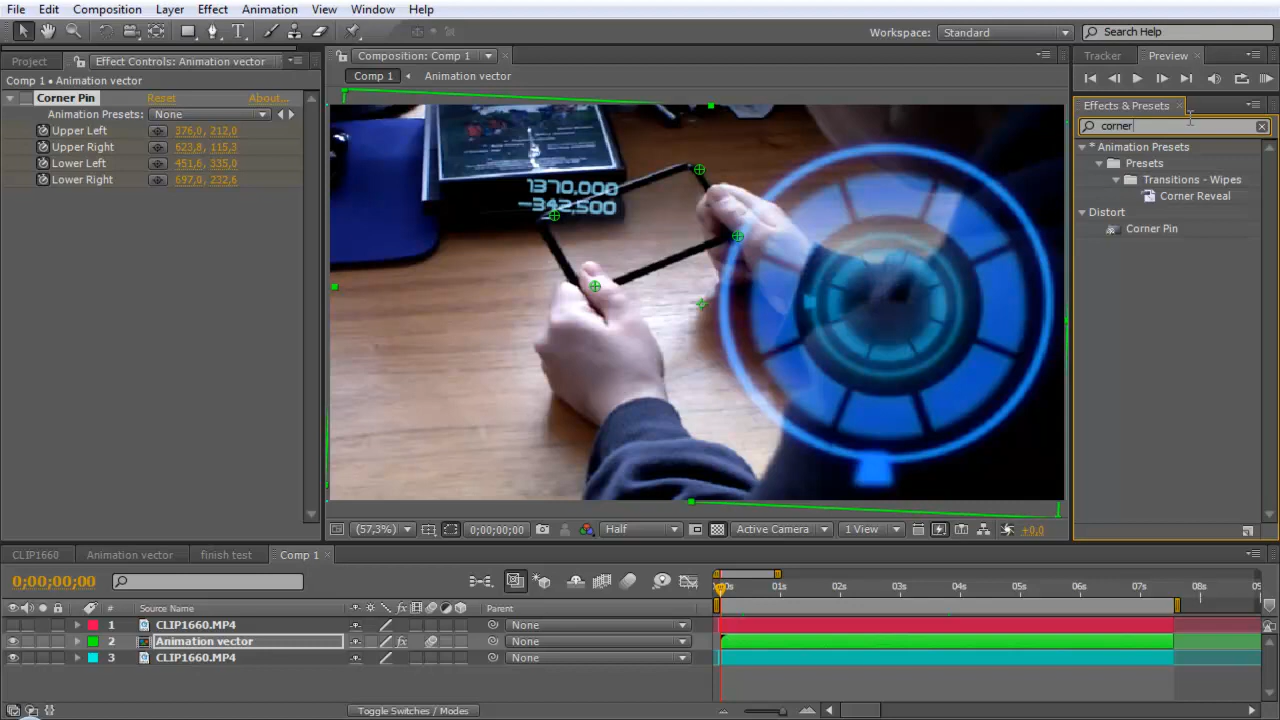 File Edit Composition Layer Effect Animation View Window Help
Workspace: Standard Search Help
Project Effect Controls: Animation vector
Composition: Comp 1
Tracker Preview
Comp 1 • Animation vector
Comp 1 Animation vector
Corner Pin Reset About...
Animation Presets: None
Upper Left 376,0, 212,0
Upper Right 623,8, 115,3
Lower Left 451,6, 335,0
Lower Right 697,0, 232,6
1370,000
-342,500
Effects & Presets
corner
* Animation Presets
Presets
Transitions - Wipes
Corner Reveal
Distort
Corner Pin
(57,3%) 0;00;00;00 Half Active Camera 1 View +0,0
CLIP1660 Animation vector finish test Comp 1
0;00;00;00
01s 02s 03s 04s 05s 06s 07s 08s
# Source Name fx Parent
1 CLIP1660.MP4 None
2 Animation vector fx None
3 CLIP1660.MP4 None
Toggle Switches / Modes